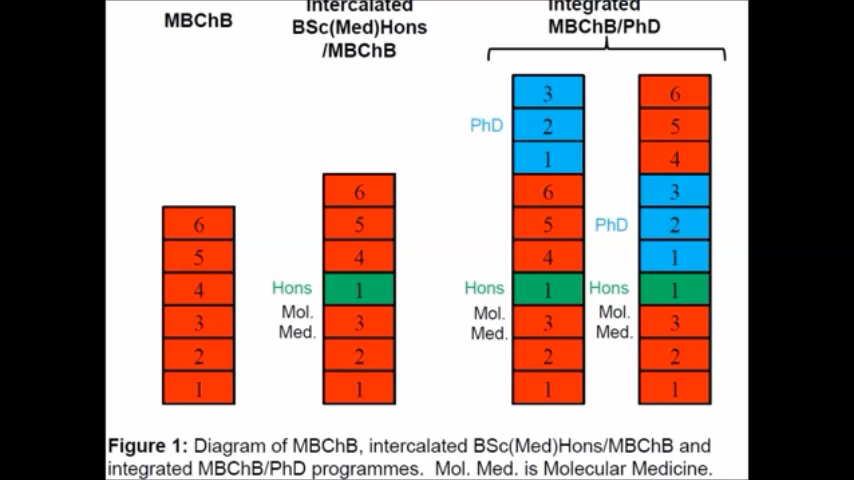 MBChB
Intercalated
BSc(Med)Hons
/MBChB
Integrated
MBChB/PhD
6
5
4
3
2
1
6
5
4
Hons 1
Mol.
Med.
3
2
1
3
PhD 2
1
6
5
4
Hons 1
Mol.
Med.
3
2
1
6
5
4
3
PhD 2
1
Hons 1
Mol.
Med.
3
2
1
Figure 1: Diagram of MBChB, intercalated BSc(Med)Hons/MBChB and
integrated MBChB/PhD programmes. Mol. Med. is Molecular Medicine.